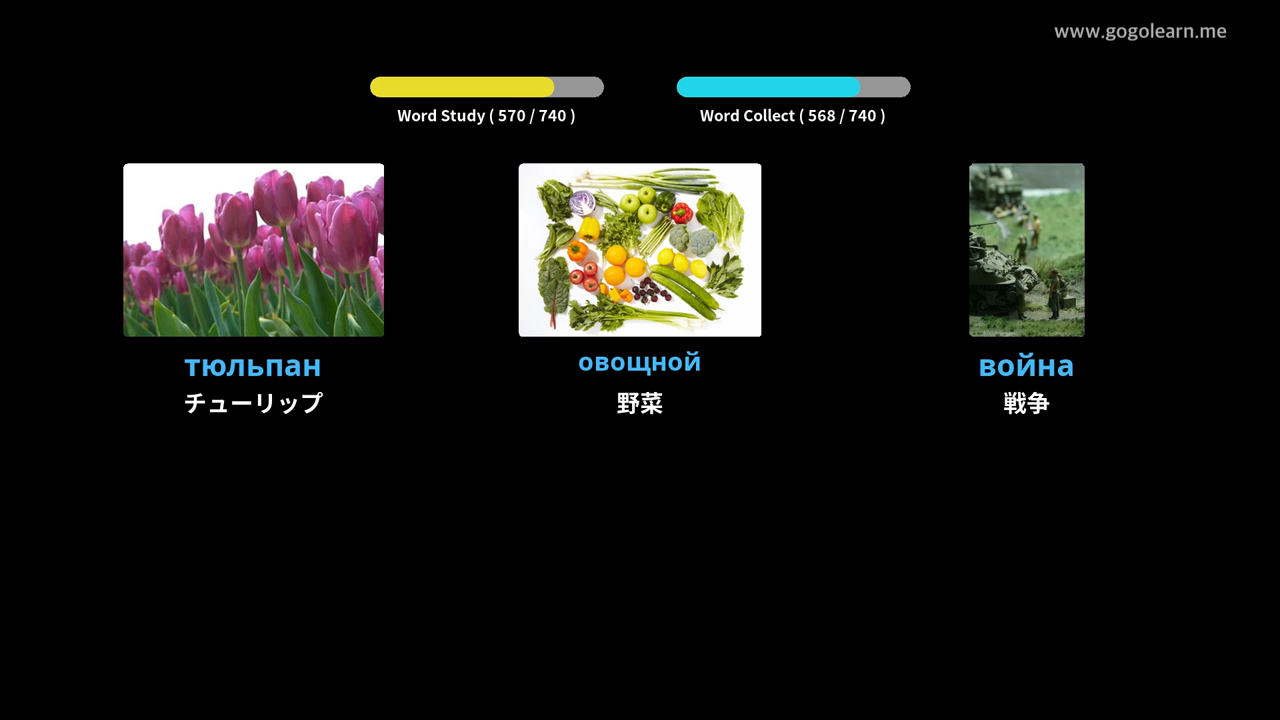 www.gogolearn.me
Word Study ( 570 / 740 )
Word Collect ( 568 / 740 )
тюльпан
チューリップ
овощной
野菜
война
戦争